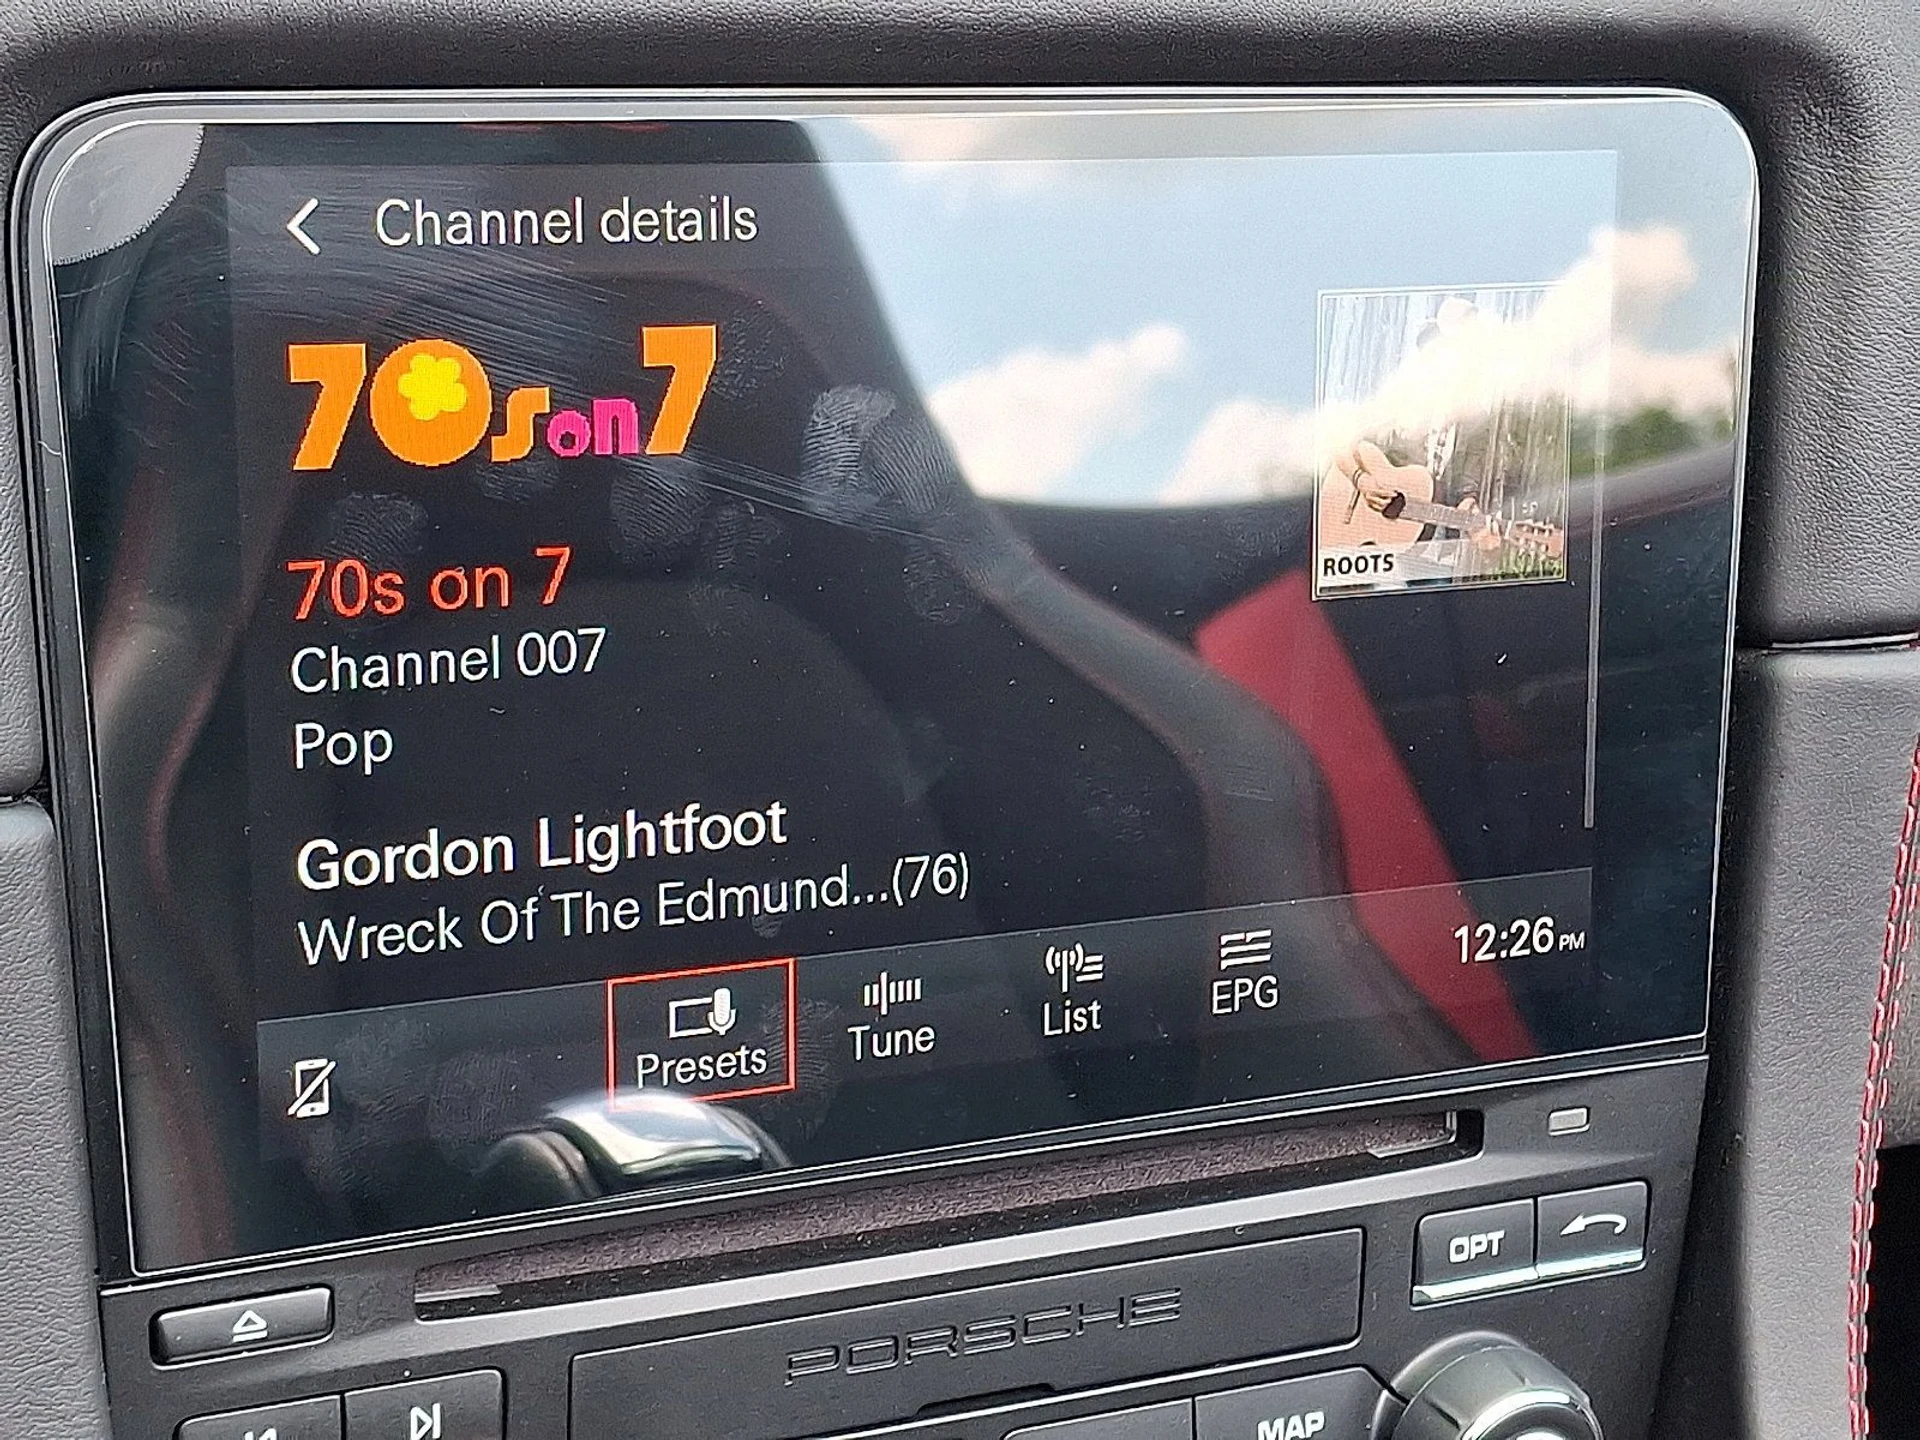 Channel details
70s on 7
ROOTS
70s on 7
Channel 007
Pop
Gordon Lightfoot
Wreck Of The Edmund...(76)
Presets
Tune
List
EPG
12:26 PM
OPT
PORSCHE
MAP